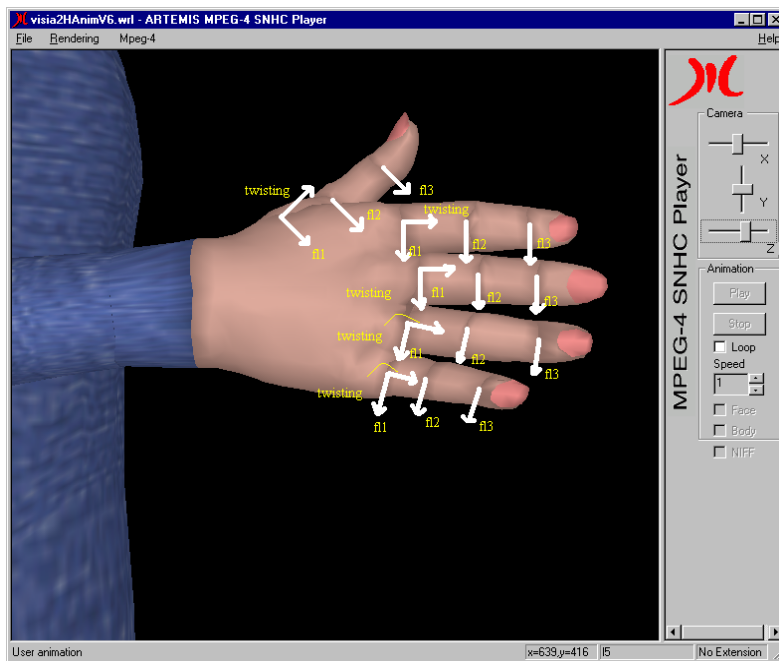 visia2HAnimV6.wrl - ARTEMIS MPEG-4 SNHC Player
File Rendering Mpeg-4 Help
MPEG-4 SNHC Player
Camera
X
Y
Z
Animation
Play
Stop
Loop
Speed
1
Face
Body
NIFF
twisting
fl1
fl2
fl3
twisting
fl1
fl2
fl3
twisting
fl1
fl2
fl3
twisting
fl1
fl2
fl3
twisting
fl1
fl2
fl3
User animation x=639,y=416 l5 No Extension